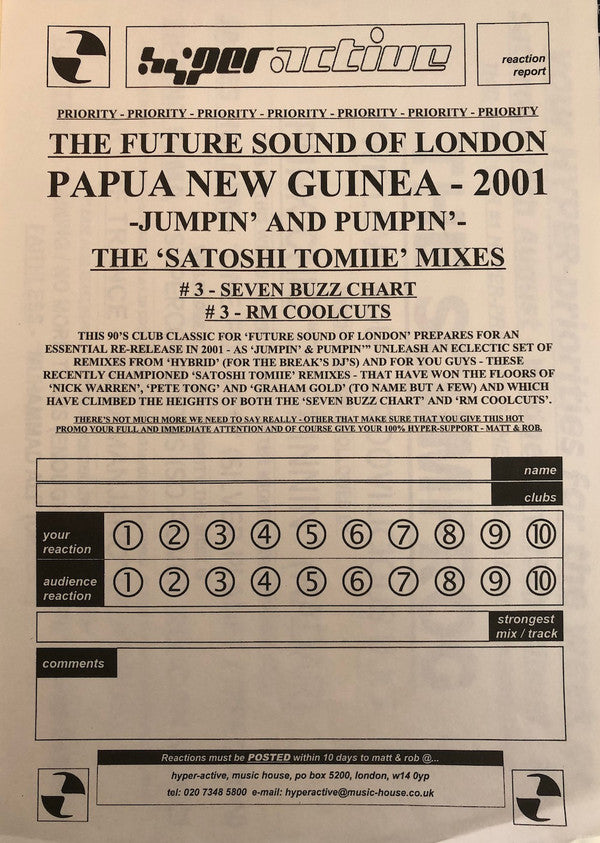 hyperactive
reaction
report
PRIORITY - PRIORITY - PRIORITY - PRIORITY - PRIORITY - PRIORITY - PRIORITY
THE FUTURE SOUND OF LONDON
PAPUA NEW GUINEA - 2001
-JUMPIN' AND PUMPIN'-
THE 'SATOSHI TOMIIE' MIXES
# 3 - SEVEN BUZZ CHART
# 3 - RM COOLCUTS
THIS 90'S CLUB CLASSIC FOR 'FUTURE SOUND OF LONDON' PREPARES FOR AN
ESSENTIAL RE-RELEASE IN 2001 - AS 'JUMPIN' & PUMPIN'" UNLEASH AN ECLECTIC SET OF
REMIXES FROM 'HYBRID' (FOR THE BREAK'S DJ'S) AND FOR YOU GUYS - THESE
RECENTLY CHAMPIONED 'SATOSHI TOMIIE' REMIXES - THAT HAVE WON THE FLOORS OF
'NICK WARREN', 'PETE TONG' AND 'GRAHAM GOLD' (TO NAME BUT A FEW) AND WHICH
HAVE CLIMBED THE HEIGHTS OF BOTH THE 'SEVEN BUZZ CHART' AND 'RM COOLCUTS'.
THERE'S NOT MUCH MORE WE NEED TO SAY REALLY - OTHER THAT MAKE SURE THAT YOU GIVE THIS HOT
PROMO YOUR FULL AND IMMEDIATE ATTENTION AND OF COURSE GIVE YOUR 100% HYPER-SUPPORT - MATT & ROB.
name
clubs
your
reaction
① ② ③ ④ ⑤ ⑥ ⑦ ⑧ ⑨ ⑩
audience
reaction
① ② ③ ④ ⑤ ⑥ ⑦ ⑧ ⑨ ⑩
strongest
mix / track
comments
Reactions must be POSTED within 10 days to matt & rob @...
hyper-active, music house, po box 5200, london, w14 0yp
tel: 020 7348 5800 e-mail: hyperactive@music-house.co.uk